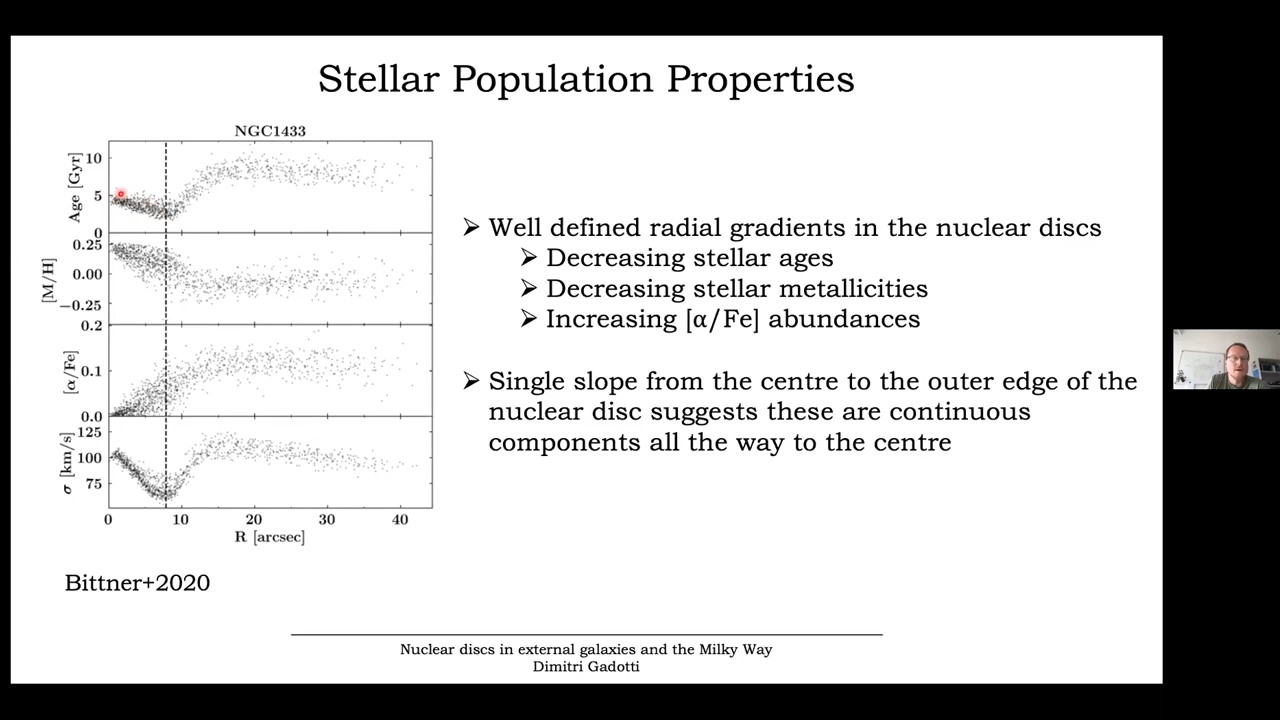 Stellar Population Properties
NGC1433
Age [Gyr]
10
5
0
[M/H]
0.25
0.00
−0.25
[α/Fe]
0.2
0.1
0.0
σ [km/s]
125
100
75
0 10 20 30 40
R [arcsec]
Bittner+2020
➢ Well defined radial gradients in the nuclear discs
➢ Decreasing stellar ages
➢ Decreasing stellar metallicities
➢ Increasing [α/Fe] abundances
➢ Single slope from the centre to the outer edge of the
nuclear disc suggests these are continuous
components all the way to the centre
Nuclear discs in external galaxies and the Milky Way
Dimitri Gadotti